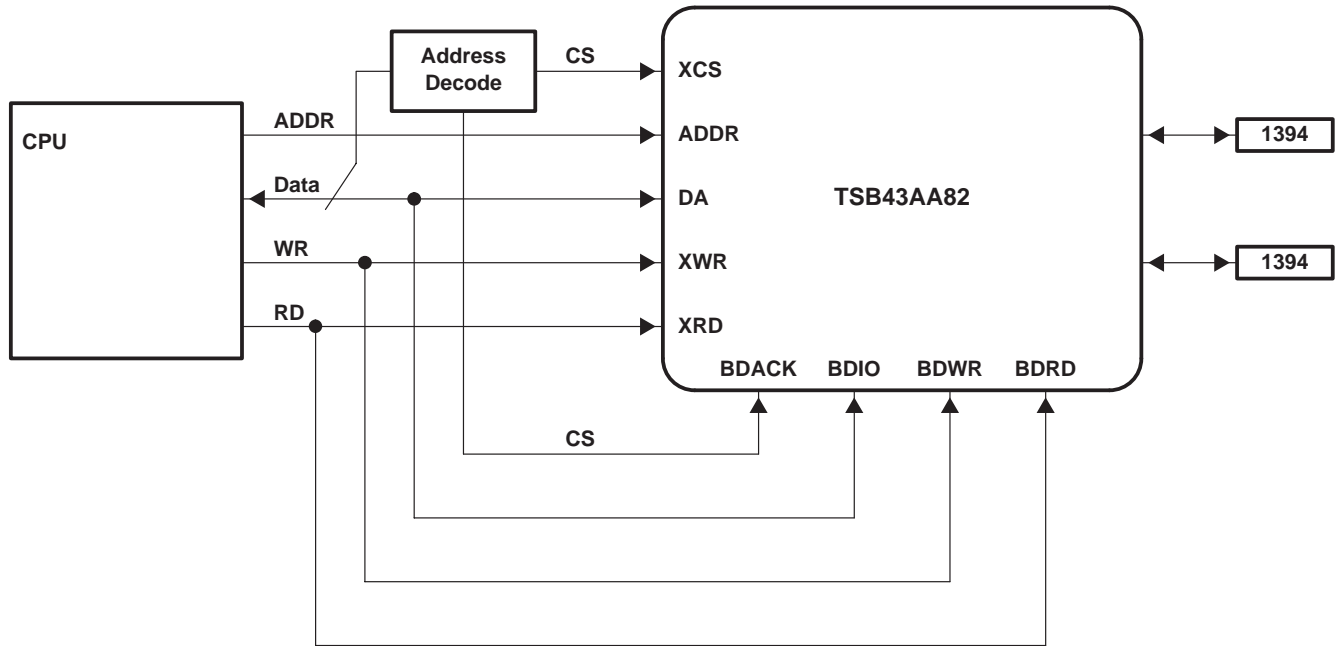 Address
Decode
CS
XCS
CPU
ADDR
ADDR
1394
Data
DA
TSB43AA82
WR
XWR
1394
RD
XRD
BDACK BDIO BDWR BDRD
CS